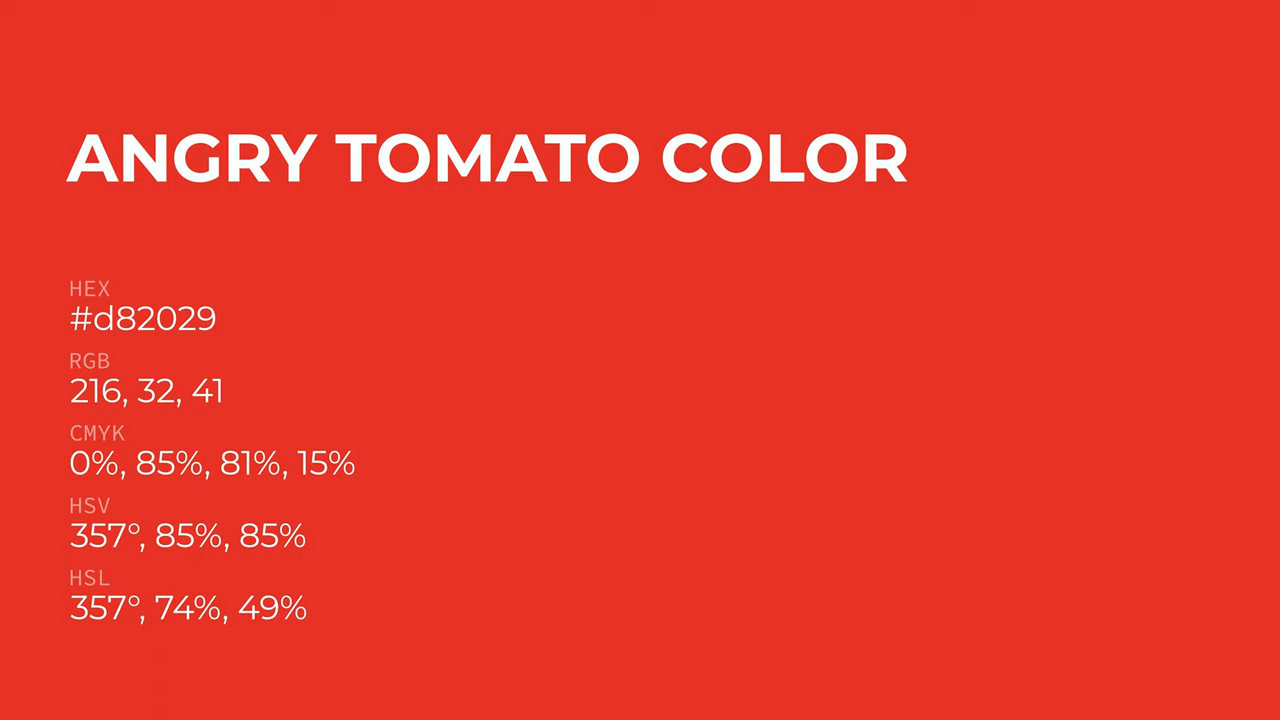 ANGRY TOMATO COLOR
HEX
#d82029
RGB
216, 32, 41
CMYK
0%, 85%, 81%, 15%
HSV
357°, 85%, 85%
HSL
357°, 74%, 49%